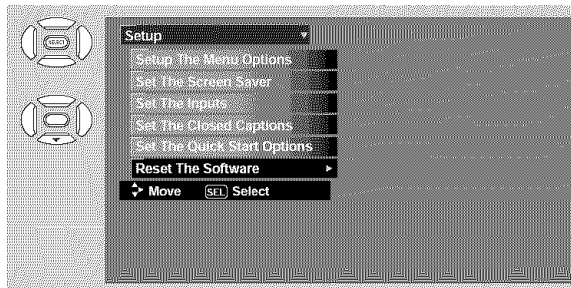 SELECT
Setup
Setup The Menu Options
Set The Screen Saver
Set The Inputs
Set The Closed Captions
Set The Quick Start Options
Reset The Software
Move SEL Select